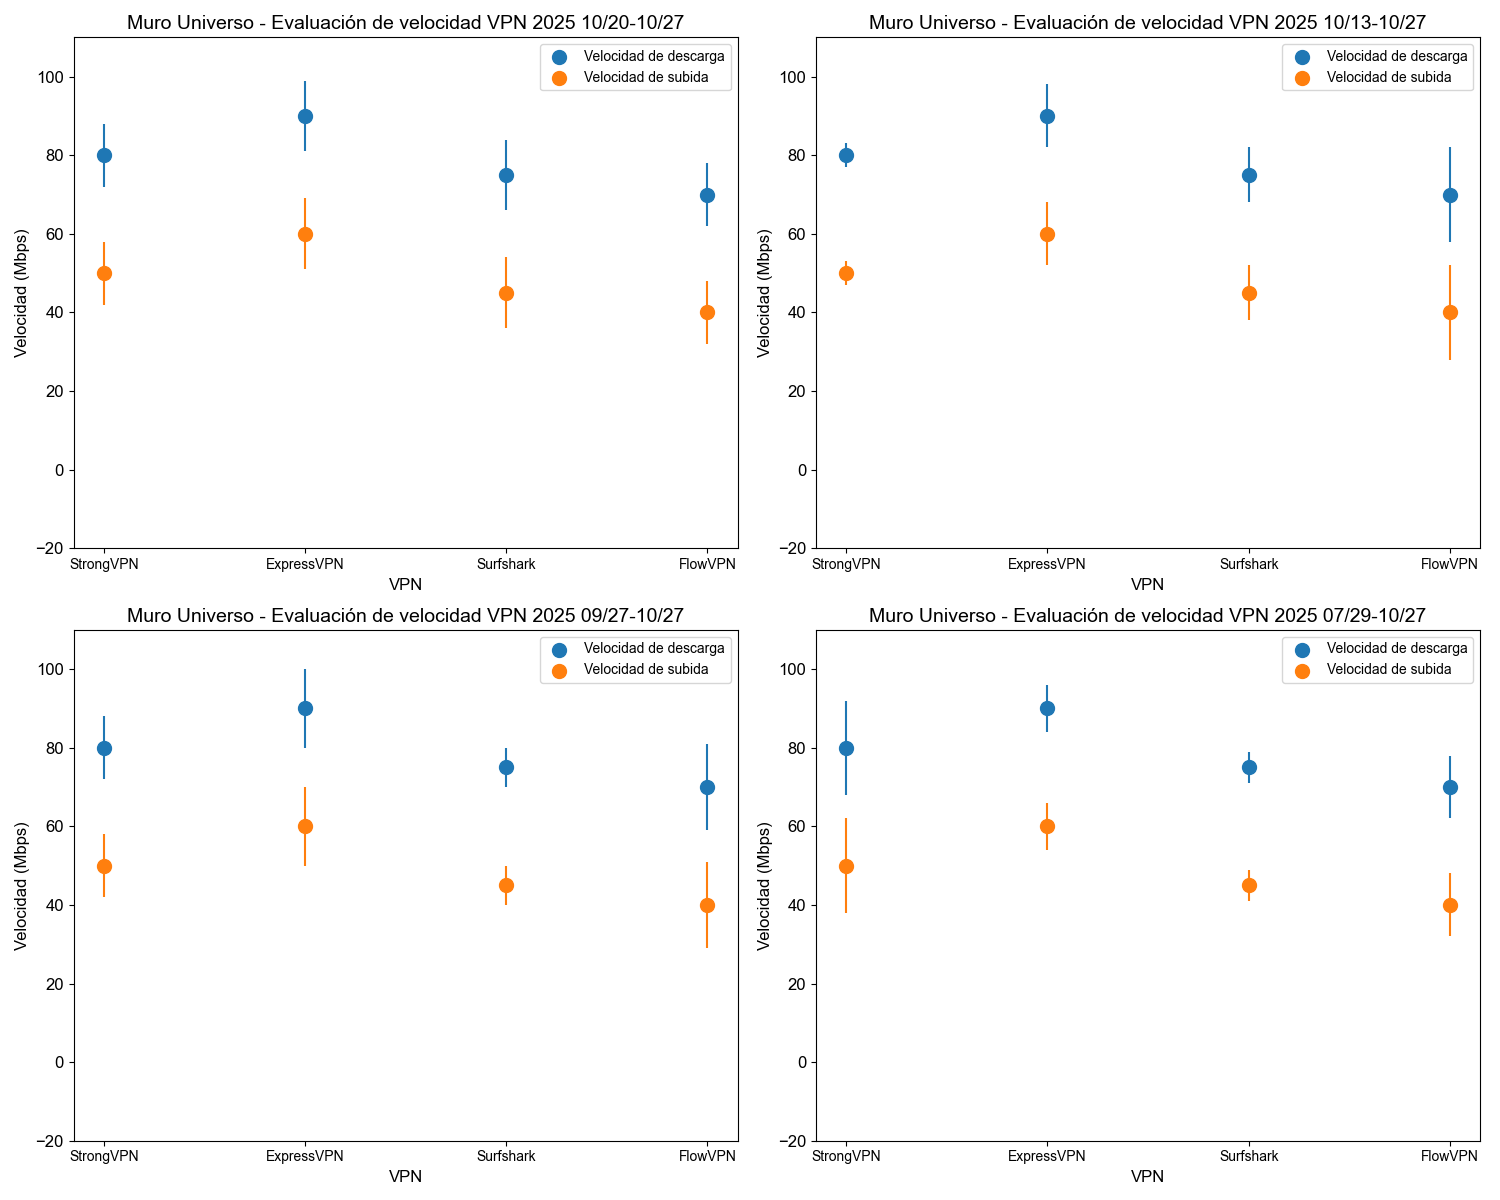 Muro Universo - Evaluación de velocidad VPN 2025 10/20-10/27
Velocidad de descarga
Velocidad de subida
Velocidad (Mbps)
100
80
60
40
20
0
−20
StrongVPN
ExpressVPN
Surfshark
FlowVPN
VPN
Muro Universo - Evaluación de velocidad VPN 2025 10/13-10/27
Velocidad de descarga
Velocidad de subida
Velocidad (Mbps)
100
80
60
40
20
0
−20
StrongVPN
ExpressVPN
Surfshark
FlowVPN
VPN
Muro Universo - Evaluación de velocidad VPN 2025 09/27-10/27
Velocidad de descarga
Velocidad de subida
Velocidad (Mbps)
100
80
60
40
20
0
−20
StrongVPN
ExpressVPN
Surfshark
FlowVPN
VPN
Muro Universo - Evaluación de velocidad VPN 2025 07/29-10/27
Velocidad de descarga
Velocidad de subida
Velocidad (Mbps)
100
80
60
40
20
0
−20
StrongVPN
ExpressVPN
Surfshark
FlowVPN
VPN